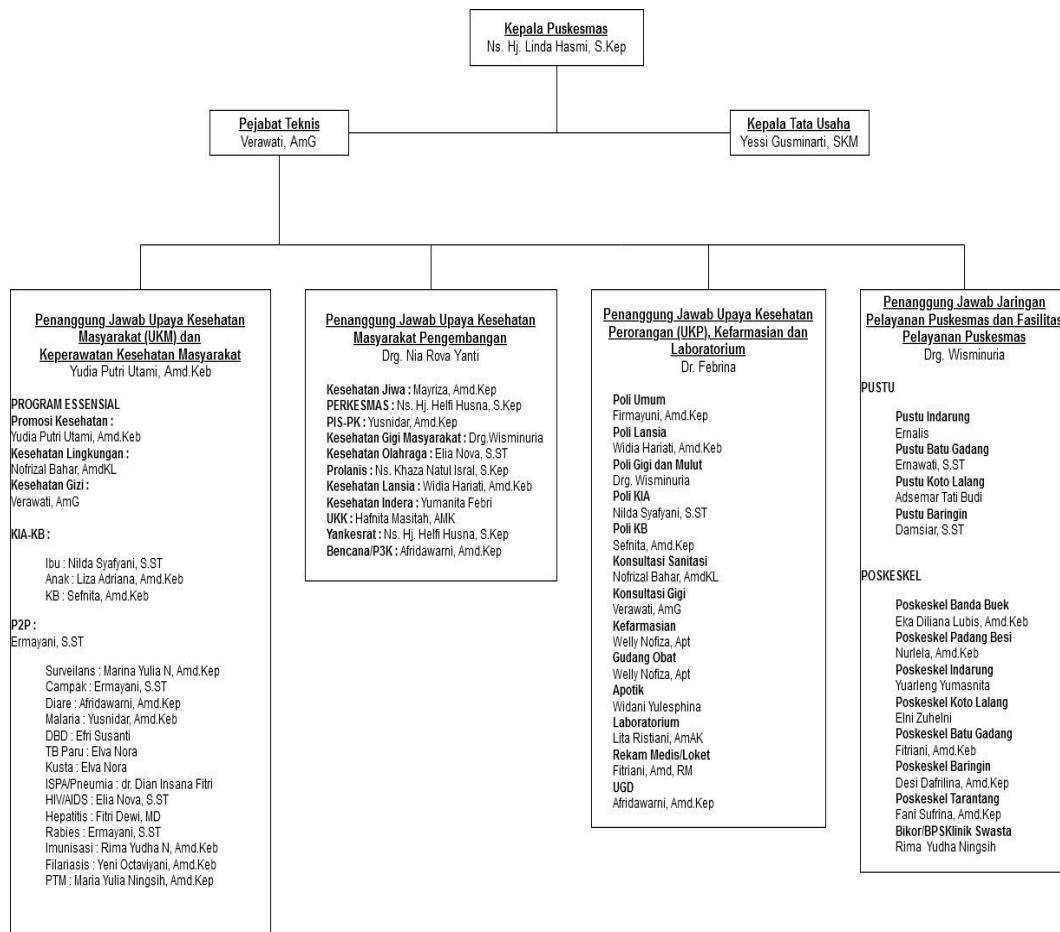 Kepala Puskesmas
Ns. Hj. Linda Hasmi, S.Kep
Pejabat Teknis
Verawati, AmG
Kepala Tata Usaha
Yessi Gusminarti, SKM
Penanggung Jawab Upaya Kesehatan
Masyarakat (UKM) dan
Keperawatan Kesehatan Masyarakat
Yudia Putri Utami, Amd.Keb
PROGRAM ESSENSIAL
Promosi Kesehatan :
Yudia Putri Utami, Amd.Keb
Kesehatan Lingkungan :
Nofrizal Bahar, AmdKL
Kesehatan Gizi :
Verawati, AmG
KIA-KB :
Ibu : Nilda Syafyani, S.ST
Anak : Liza Adriana, Amd.Keb
KB : Sefnita, Amd.Keb
P2P :
Ermayani, S.ST
Surveilans : Marina Yulia N, Amd.Kep
Campak : Ermayani, S.ST
Diare : Afridawarni, Amd.Kep
Malaria : Yusnidar, Amd.Keb
DBD : Efri Susanti
TB Paru : Elva Nora
Kusta : Elva Nora
ISPA/Pneumia : dr. Dian Insana Fitri
HIV/AIDS : Elia Nova, S.ST
Hepatitis : Fitri Dewi, MD
Rabies : Ermayani, S.ST
Imunisasi : Rima Yudha N, Amd.Keb
Filariasis : Yeni Octaviyani, Amd.Keb
PTM : Maria Yulia Ningsih, Amd.Kep
Penanggung Jawab Upaya Kesehatan
Masyarakat Pengembangan
Drg. Nia Rova Yanti
Kesehatan Jiwa : Mayriza, Amd.Kep
PERKESMAS : Ns. Hj. Helfi Husna, S.Kep
PIS-PK : Yusnidar, Amd.Kep
Kesehatan Gigi Masyarakat : Drg.Wisminuria
Kesehatan Olahraga : Elia Nova, S.ST
Prolanis : Ns. Khaza Natul Isral, S.Kep
Kesehatan Lansia : Widia Hariati, Amd.Keb
Kesehatan Indera : Yumanita Febri
UKK : Hafnita Masitah, AMK
Yankesrat : Ns. Hj. Helfi Husna, S.Kep
Bencana/P3K : Afridawarni, Amd.Kep
Penanggung Jawab Upaya Kesehatan
Perorangan (UKP), Kefarmasian dan
Laboratorium
Dr. Febrina
Poli Umum
Firmayuni, Amd.Kep
Poli Lansia
Widia Hariati, Amd.Keb
Poli Gigi dan Mulut
Drg. Wisminuria
Poli KIA
Nilda Syafyani, S.ST
Poli KB
Sefnita, Amd.Kep
Konsultasi Sanitasi
Nofrizal Bahar, AmdKL
Konsultasi Gigi
Verawati, AmG
Kefarmasian
Welly Nofiza, Apt
Gudang Obat
Welly Nofiza, Apt
Apotik
Widani Yulesphina
Laboratorium
Lita Ristiani, AmAK
Rekam Medis/Loket
Fitriani, Amd, RM
UGD
Afridawarni, Amd.Kep
Penanggung Jawab Jaringan
Pelayanan Puskesmas dan Fasilitas
Pelayanan Puskesmas
Drg. Wisminuria
PUSTU
Pustu Indarung
Ernalis
Pustu Batu Gadang
Ernawati, S.ST
Pustu Koto Lalang
Adsemar Tati Budi
Pustu Baringin
Damsiar, S.ST
POSKESKEL
Poskeskel Banda Buek
Eka Diliana Lubis, Amd.Keb
Poskeskel Padang Besi
Nurlela, Amd.Keb
Poskeskel Indarung
Yuarleng Yumasnita
Poskeskel Koto Lalang
Elni Zuhelni
Poskeskel Batu Gadang
Fitriani, Amd.Keb
Poskeskel Baringin
Desi Dafrilina, Amd.Kep
Poskeskel Tarantang
Fani Sufrina, Amd.Kep
Bikor/BPSKlinik Swasta
Rima Yudha Ningsih